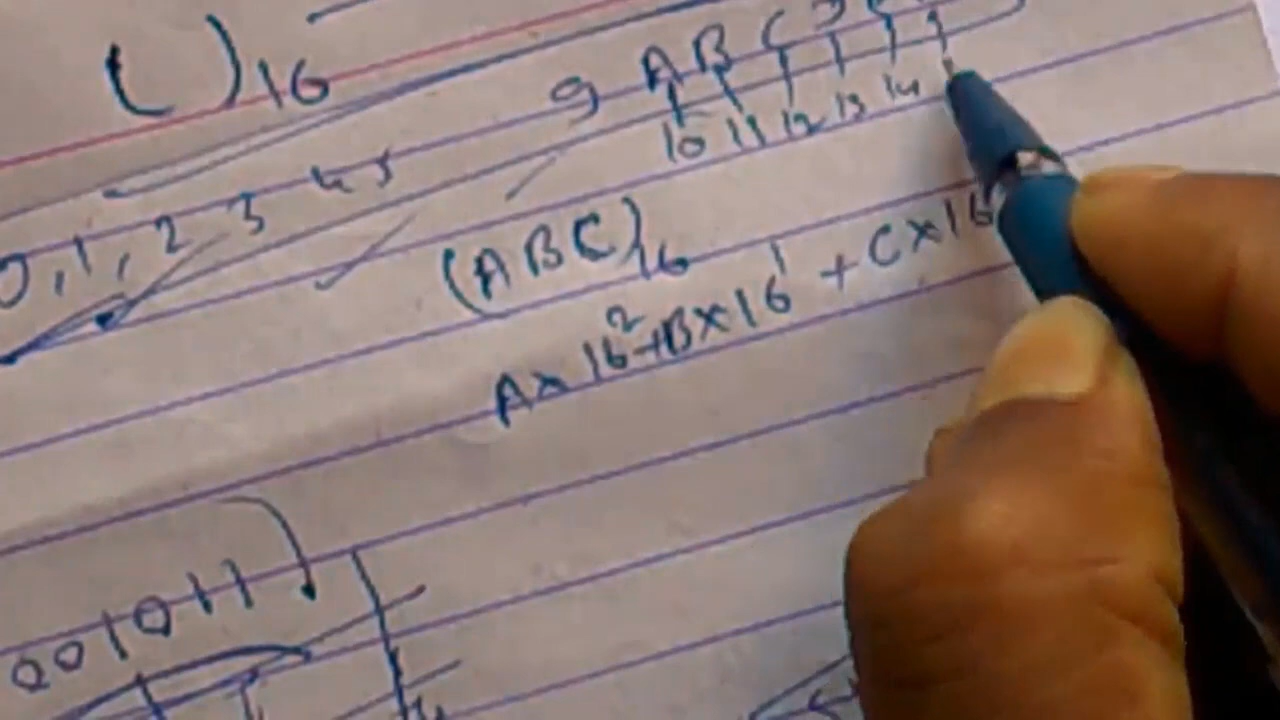 ( )16
0, 1, 2 3 4 5 9 A B C D E
10 11 12 13 14
(ABC)16
A× 16²+B×16¹ + C×16
001011